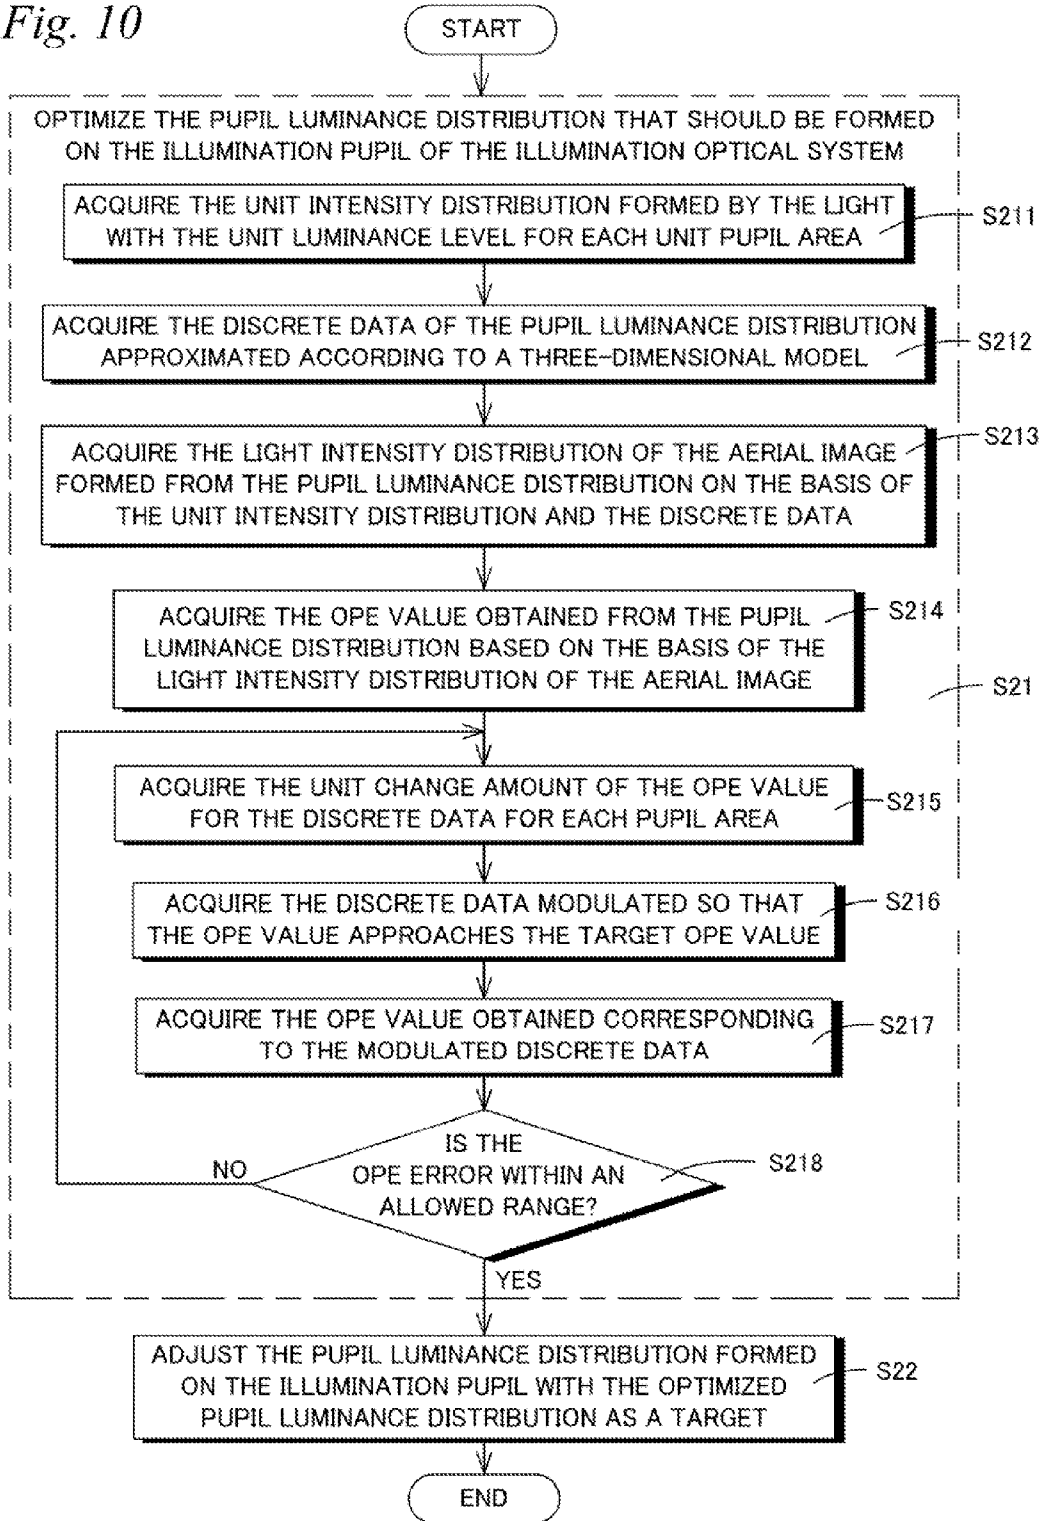 Fig. 10
START
OPTIMIZE THE PUPIL LUMINANCE DISTRIBUTION THAT SHOULD BE FORMED
ON THE ILLUMINATION PUPIL OF THE ILLUMINATION OPTICAL SYSTEM
ACQUIRE THE UNIT INTENSITY DISTRIBUTION FORMED BY THE LIGHT
WITH THE UNIT LUMINANCE LEVEL FOR EACH UNIT PUPIL AREA
S211
ACQUIRE THE DISCRETE DATA OF THE PUPIL LUMINANCE DISTRIBUTION
APPROXIMATED ACCORDING TO A THREE-DIMENSIONAL MODEL
S212
ACQUIRE THE LIGHT INTENSITY DISTRIBUTION OF THE AERIAL IMAGE
FORMED FROM THE PUPIL LUMINANCE DISTRIBUTION ON THE BASIS OF
THE UNIT INTENSITY DISTRIBUTION AND THE DISCRETE DATA
S213
ACQUIRE THE OPE VALUE OBTAINED FROM THE PUPIL
LUMINANCE DISTRIBUTION BASED ON THE BASIS OF THE
LIGHT INTENSITY DISTRIBUTION OF THE AERIAL IMAGE
S214
S21
ACQUIRE THE UNIT CHANGE AMOUNT OF THE OPE VALUE
FOR THE DISCRETE DATA FOR EACH PUPIL AREA
S215
ACQUIRE THE DISCRETE DATA MODULATED SO THAT
THE OPE VALUE APPROACHES THE TARGET OPE VALUE
S216
ACQUIRE THE OPE VALUE OBTAINED CORRESPONDING
TO THE MODULATED DISCRETE DATA
S217
IS THE
OPE ERROR WITHIN AN
ALLOWED RANGE?
S218
NO
YES
ADJUST THE PUPIL LUMINANCE DISTRIBUTION FORMED
ON THE ILLUMINATION PUPIL WITH THE OPTIMIZED
PUPIL LUMINANCE DISTRIBUTION AS A TARGET
S22
END